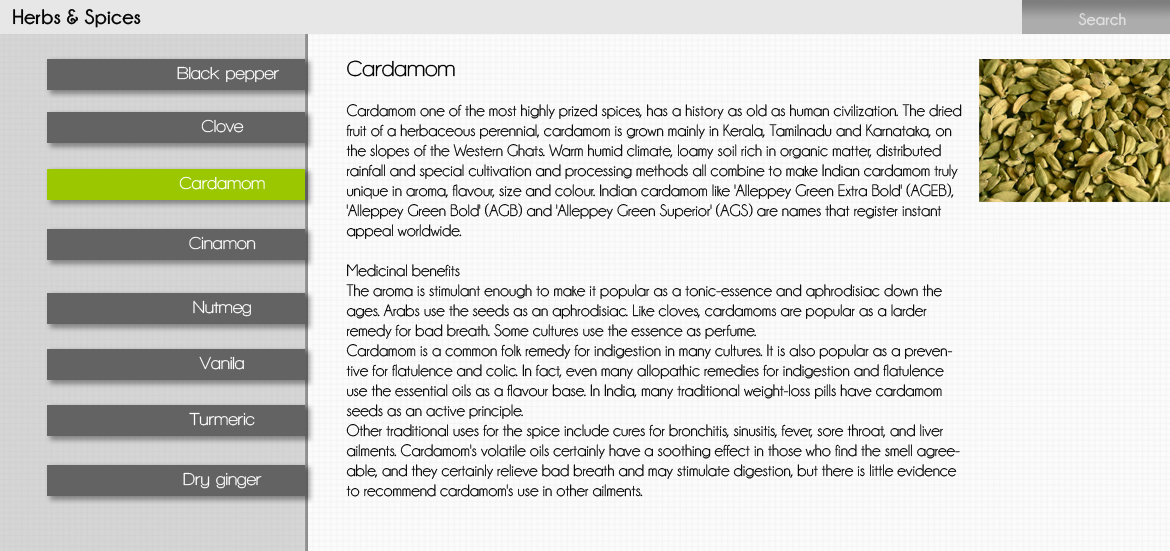 Herbs & Spices
Search
Black pepper
Clove
Cardamom
Cinamon
Nutmeg
Vanila
Turmeric
Dry ginger
Cardamom
Cardamom one of the most highly prized spices, has a history as old as human civilization. The dried
fruit of a herbaceous perennial, cardamom is grown mainly in Kerala, Tamilnadu and Karnataka, on
the slopes of the Western Ghats. Warm humid climate, loamy soil rich in organic matter, distributed
rainfall and special cultivation and processing methods all combine to make Indian cardamom truly
unique in aroma, flavour, size and colour. Indian cardamom like 'Alleppey Green Extra Bold' (AGEB),
'Alleppey Green Bold' (AGB) and 'Alleppey Green Superior' (AGS) are names that register instant
appeal worldwide.
Medicinal benefits
The aroma is stimulant enough to make it popular as a tonic-essence and aphrodisiac down the
ages. Arabs use the seeds as an aphrodisiac. Like cloves, cardamoms are popular as a larder
remedy for bad breath. Some cultures use the essence as perfume.
Cardamom is a common folk remedy for indigestion in many cultures. It is also popular as a preven-
tive for flatulence and colic. In fact, even many allopathic remedies for indigestion and flatulence
use the essential oils as a flavour base. In India, many traditional weight-loss pills have cardamom
seeds as an active principle.
Other traditional uses for the spice include cures for bronchitis, sinusitis, fever, sore throat, and liver
ailments. Cardamom's volatile oils certainly have a soothing effect in those who find the smell agree-
able, and they certainly relieve bad breath and may stimulate digestion, but there is little evidence
to recommend cardamom's use in other ailments.